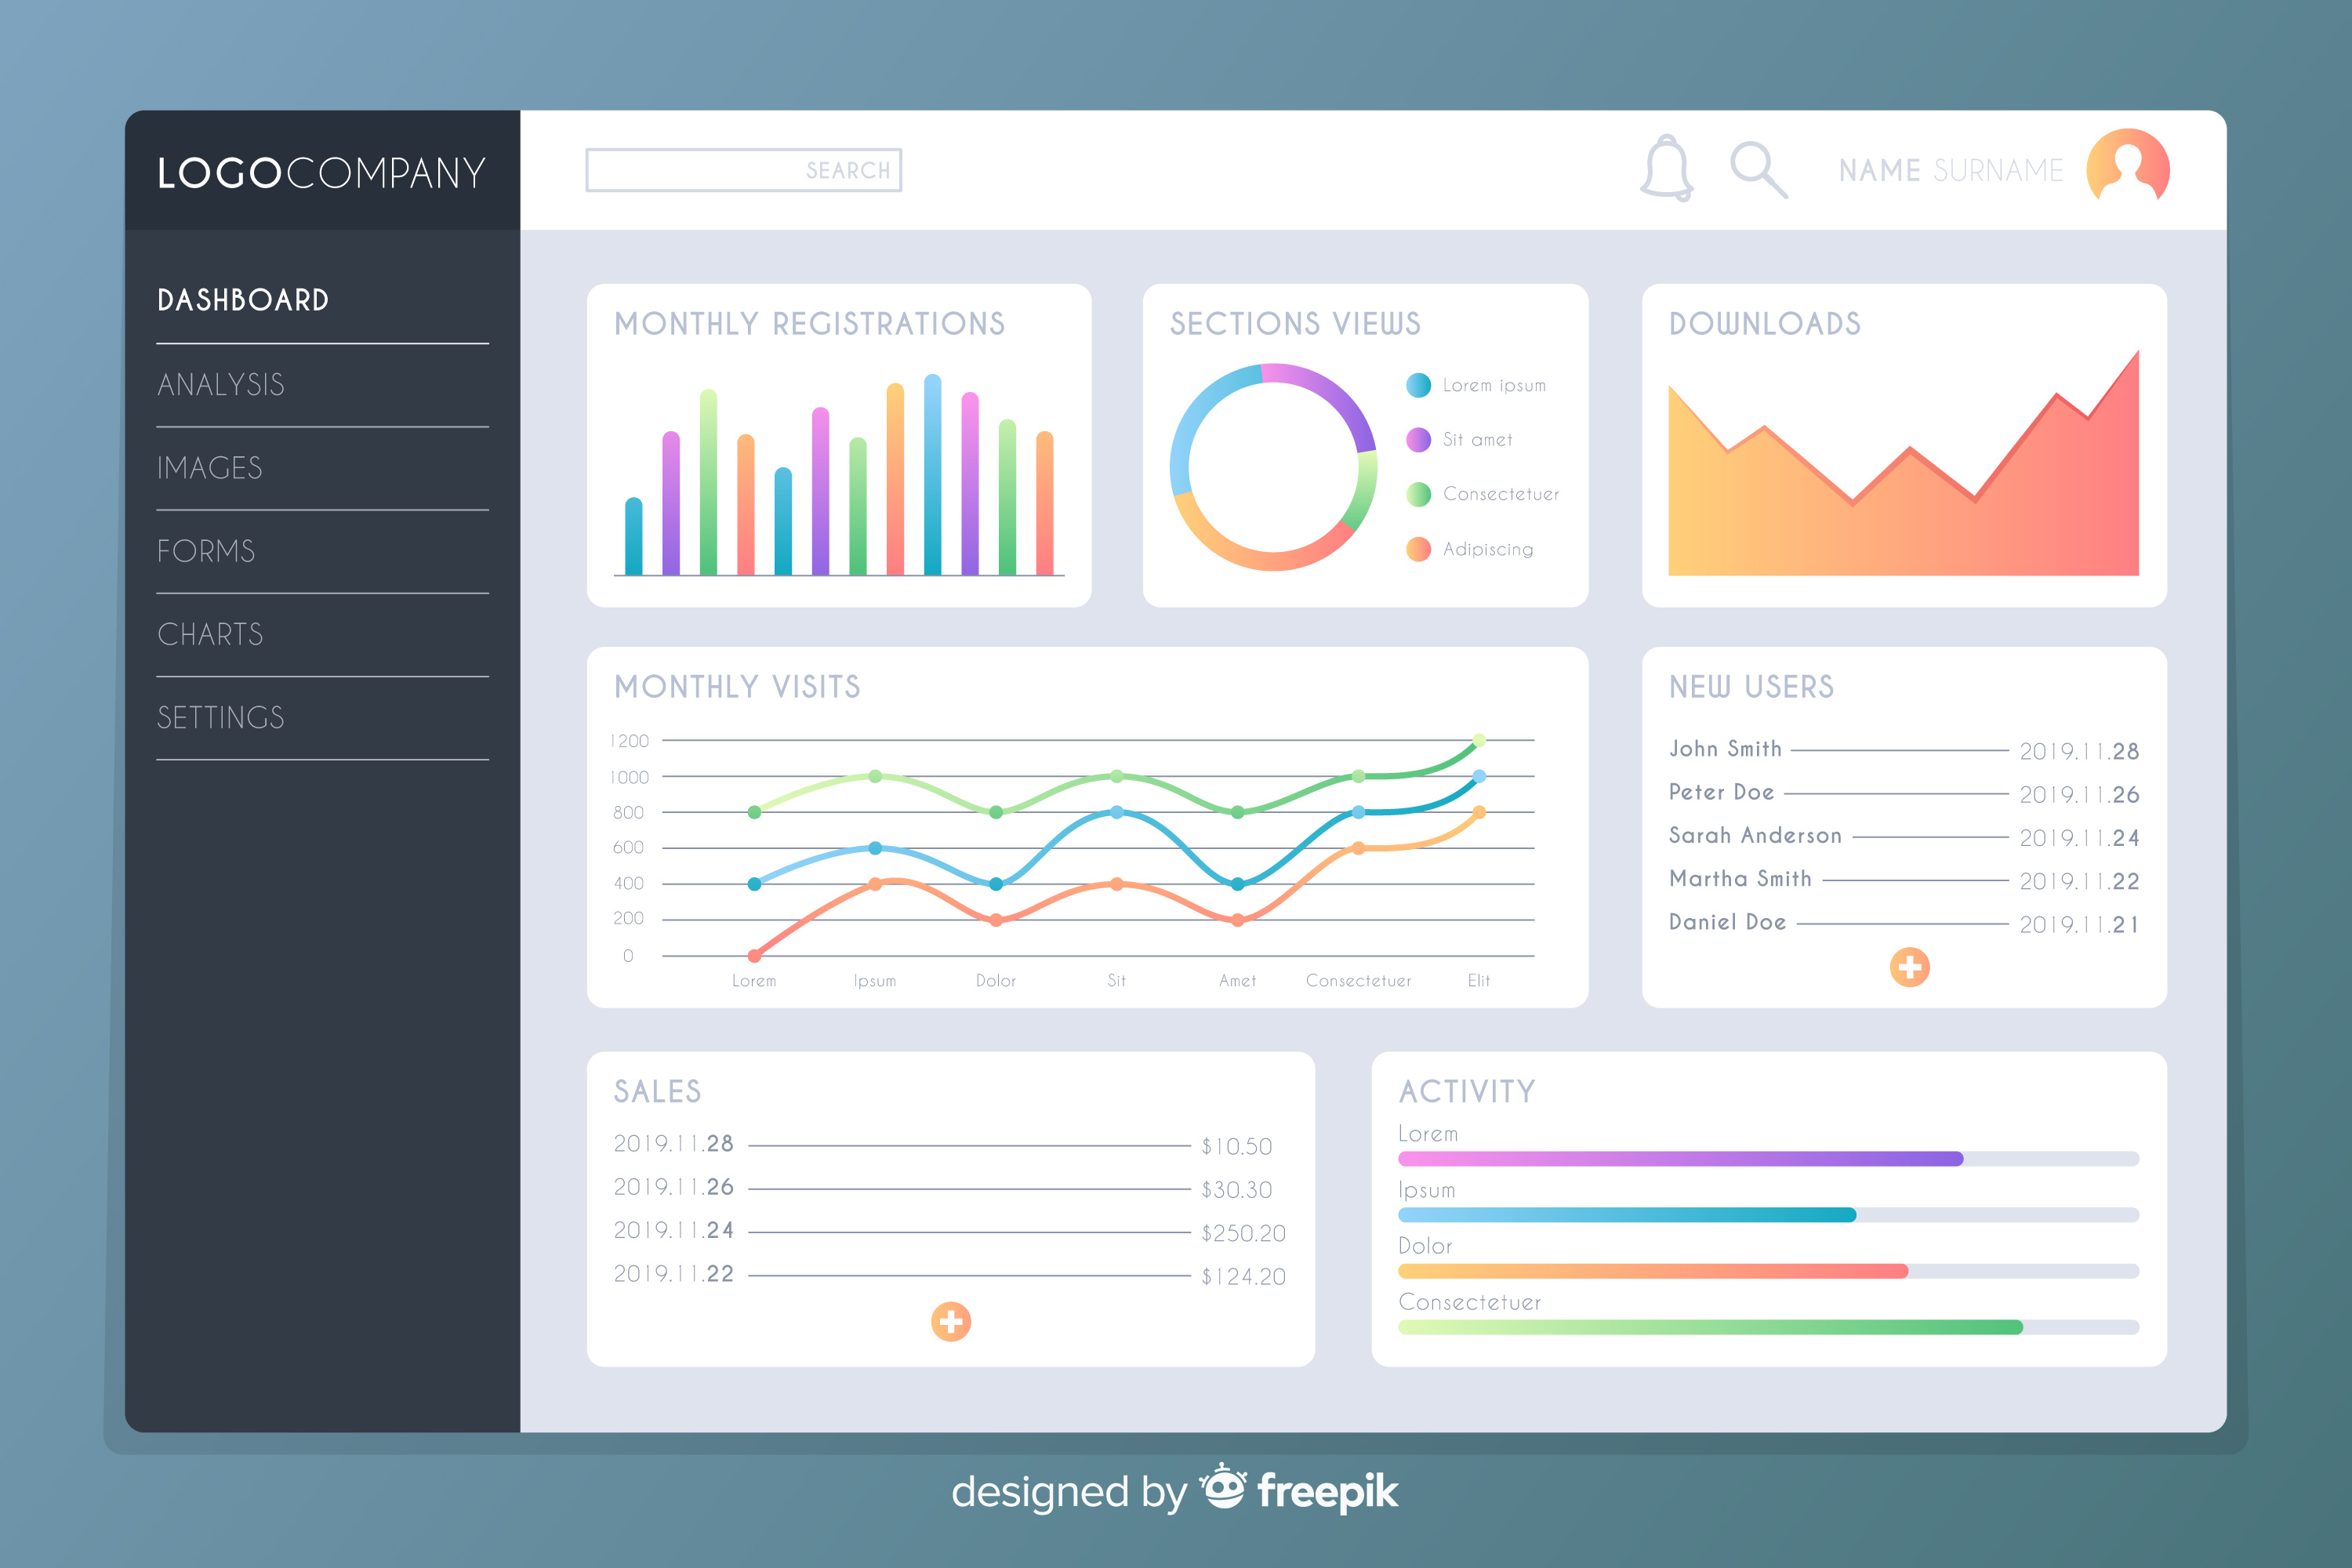 LOGOCOMPANY
SEARCH
NAME SURNAME
DASHBOARD
ANALYSIS
IMAGES
FORMS
CHARTS
SETTINGS
MONTHLY REGISTRATIONS
SECTIONS VIEWS
Lorem ipsum
Sit amet
Consectetuer
Adipiscing
DOWNLOADS
MONTHLY VISITS
1200
1000
800
600
400
200
0
Lorem Ipsum Dolor Sit Amet Consectetuer Elit
NEW USERS
John Smith 2019.11.28
Peter Doe 2019.11.26
Sarah Anderson 2019.11.24
Martha Smith 2019.11.22
Daniel Doe 2019.11.21
SALES
2019.11.28 $10.50
2019.11.26 $30.30
2019.11.24 $250.20
2019.11.22 $124.20
ACTIVITY
Lorem
Ipsum
Dolor
Consectetuer
designed by freepik